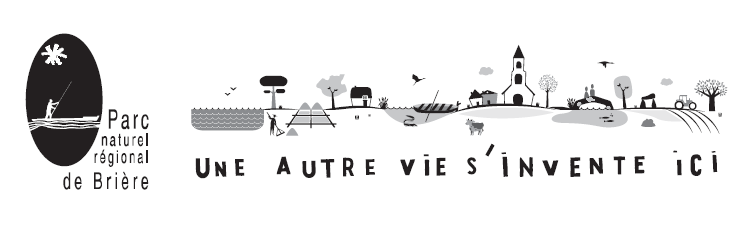 Parc
naturel
régional
de Brière
UNE AUTRE VIE S'INVENTE ICI